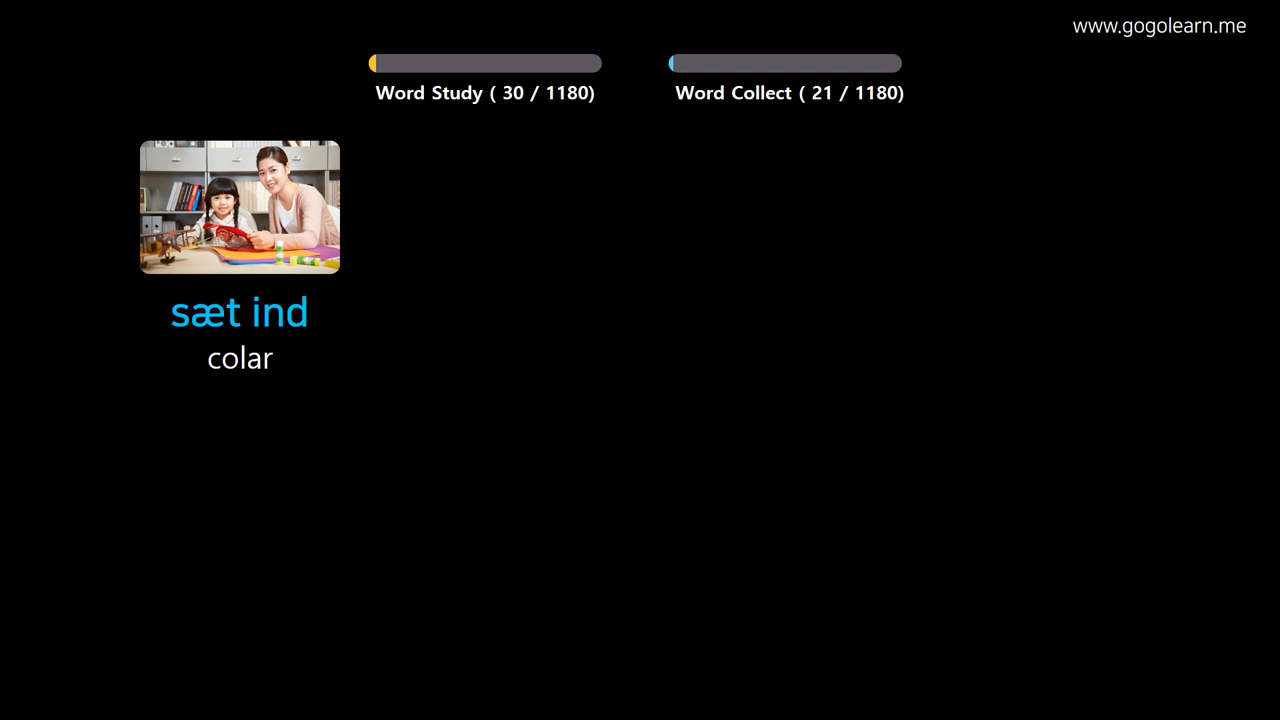 www.gogolearn.me
Word Study ( 30 / 1180)
Word Collect ( 21 / 1180)
sæt ind
colar